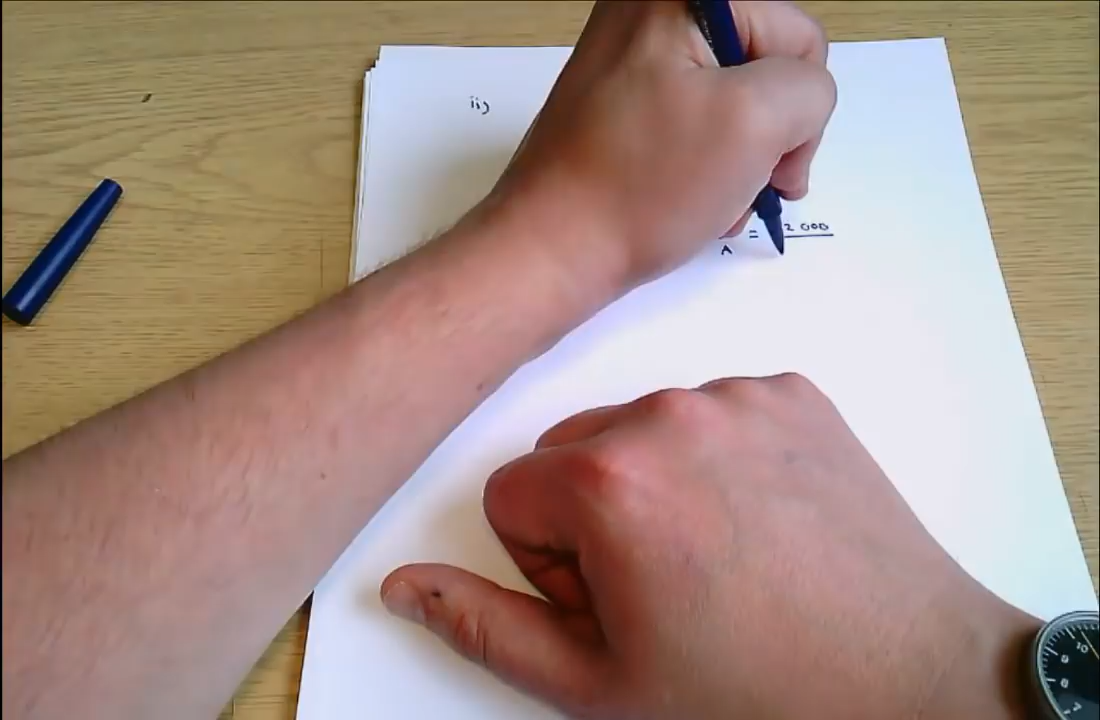 ii)
= 2 000
A